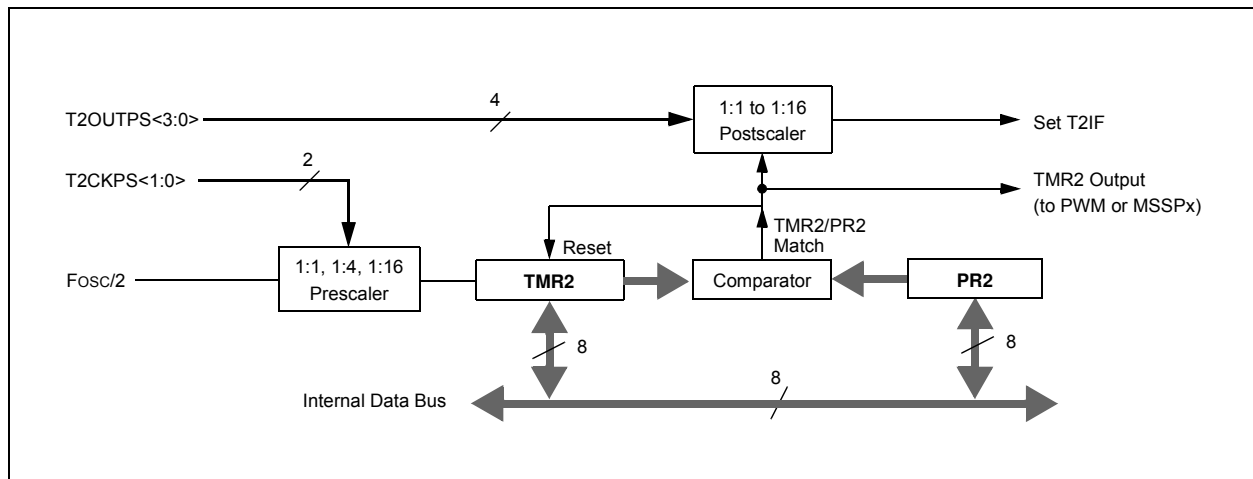 4
1:1 to 1:16
Postscaler
T2OUTPS<3:0>
Set T2IF
2
T2CKPS<1:0>
TMR2 Output
(to PWM or MSSPx)
TMR2/PR2
Match
Reset
1:1, 1:4, 1:16
Prescaler
FOSC/2
TMR2
Comparator
PR2
8
8
8
Internal Data Bus